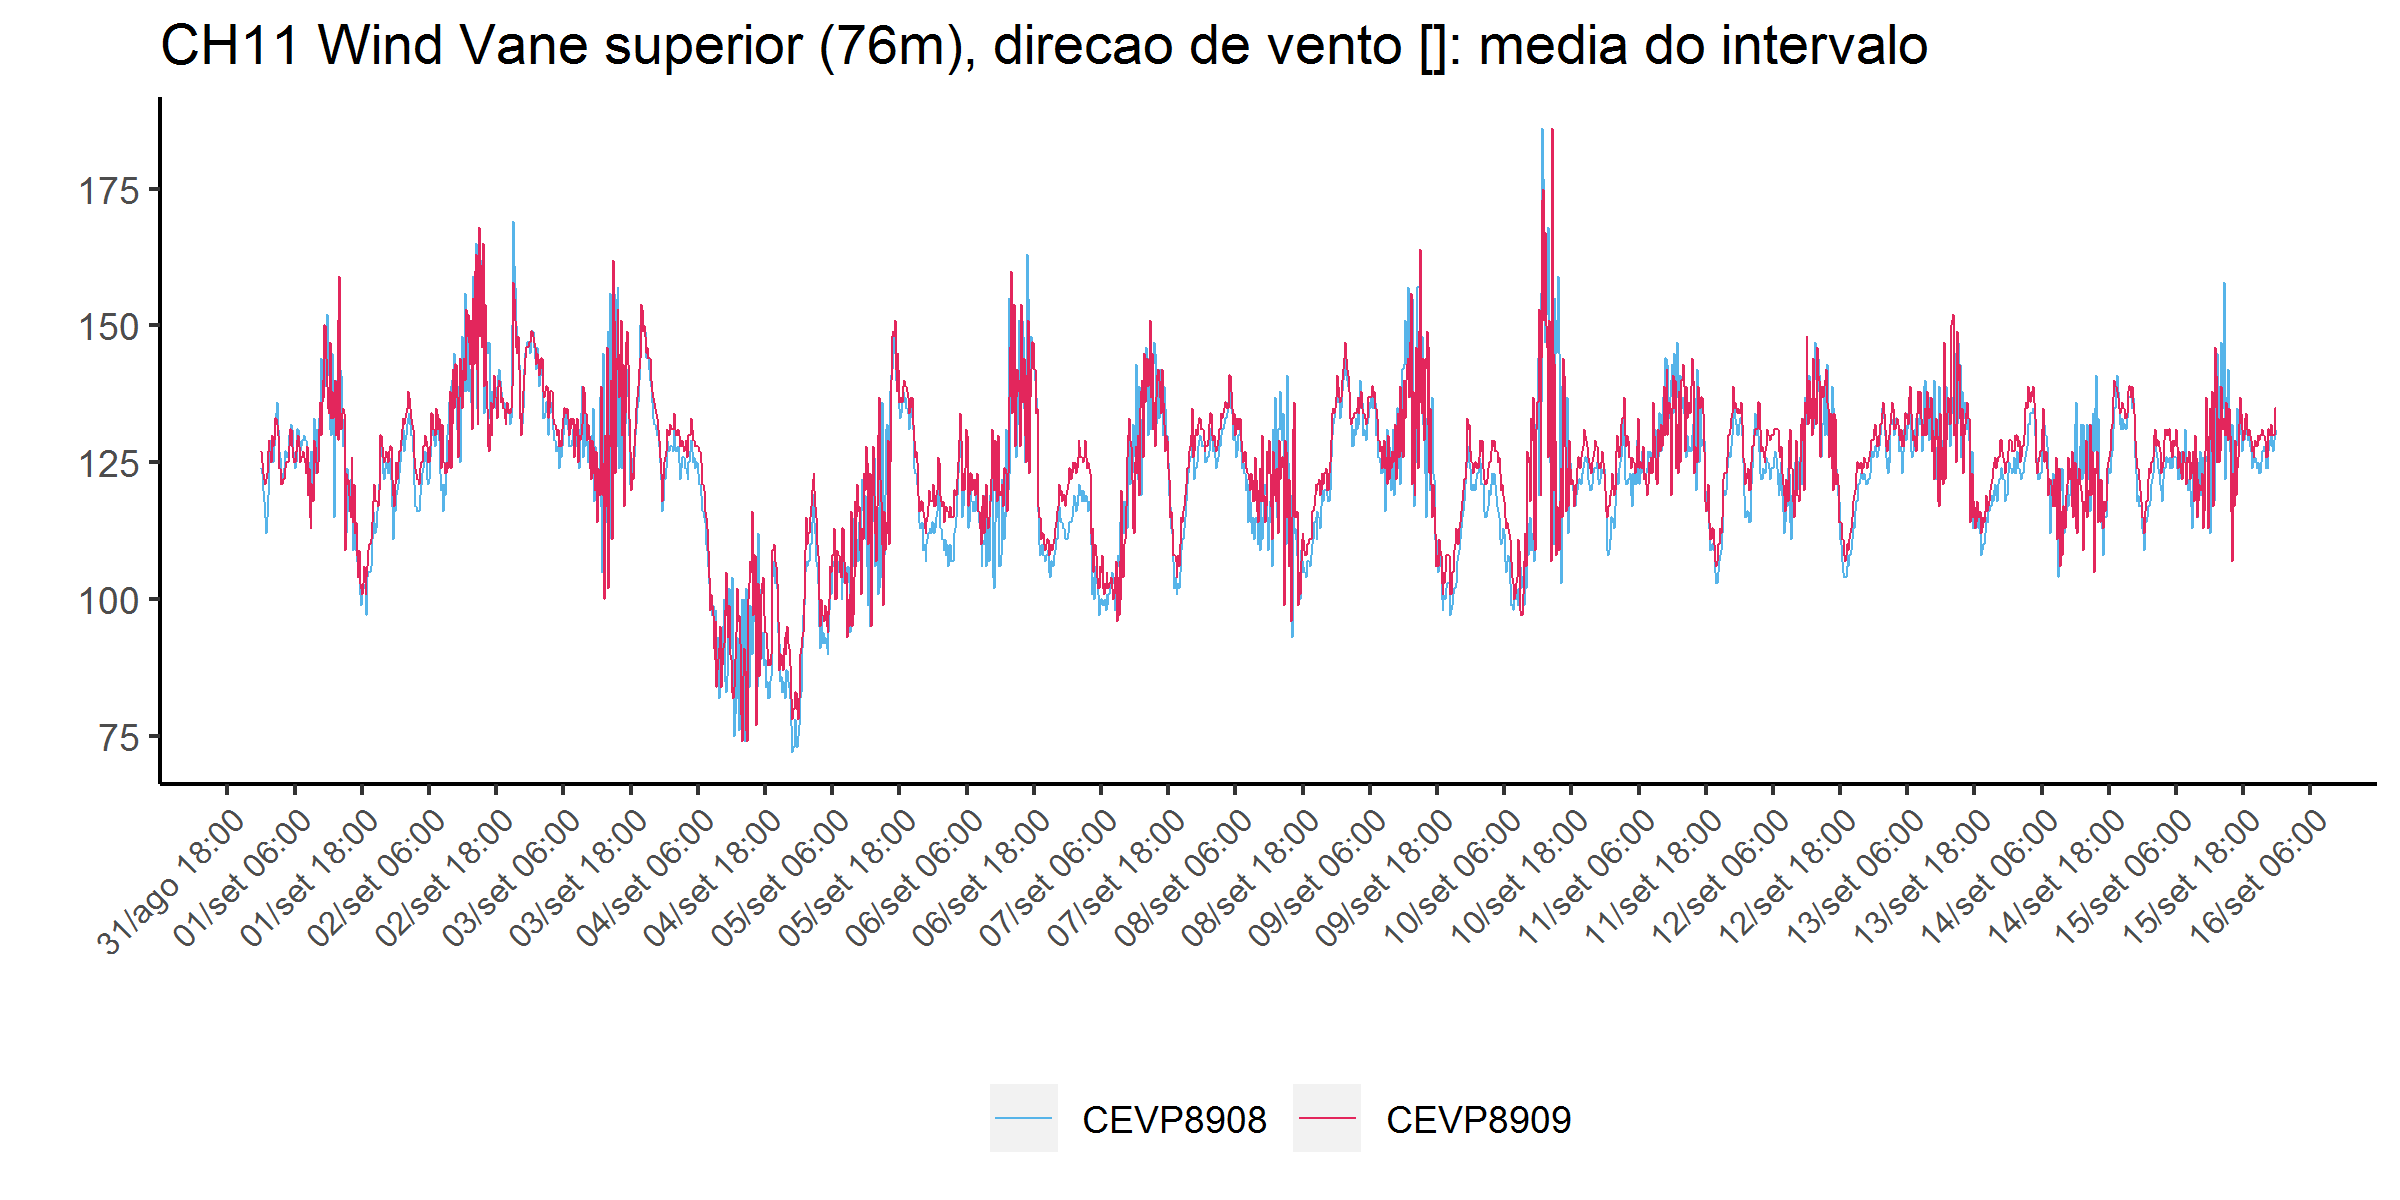 CH11 Wind Vane superior (76m), direcao de vento []: media do intervalo
175
150
125
100
75
31/ago 18:00
01/set 06:00
01/set 18:00
02/set 06:00
02/set 18:00
03/set 06:00
03/set 18:00
04/set 06:00
04/set 18:00
05/set 06:00
05/set 18:00
06/set 06:00
06/set 18:00
07/set 06:00
07/set 18:00
08/set 06:00
08/set 18:00
09/set 06:00
09/set 18:00
10/set 06:00
10/set 18:00
11/set 06:00
11/set 18:00
12/set 06:00
12/set 18:00
13/set 06:00
13/set 18:00
14/set 06:00
14/set 18:00
15/set 06:00
15/set 18:00
16/set 06:00
CEVP8908
CEVP8909